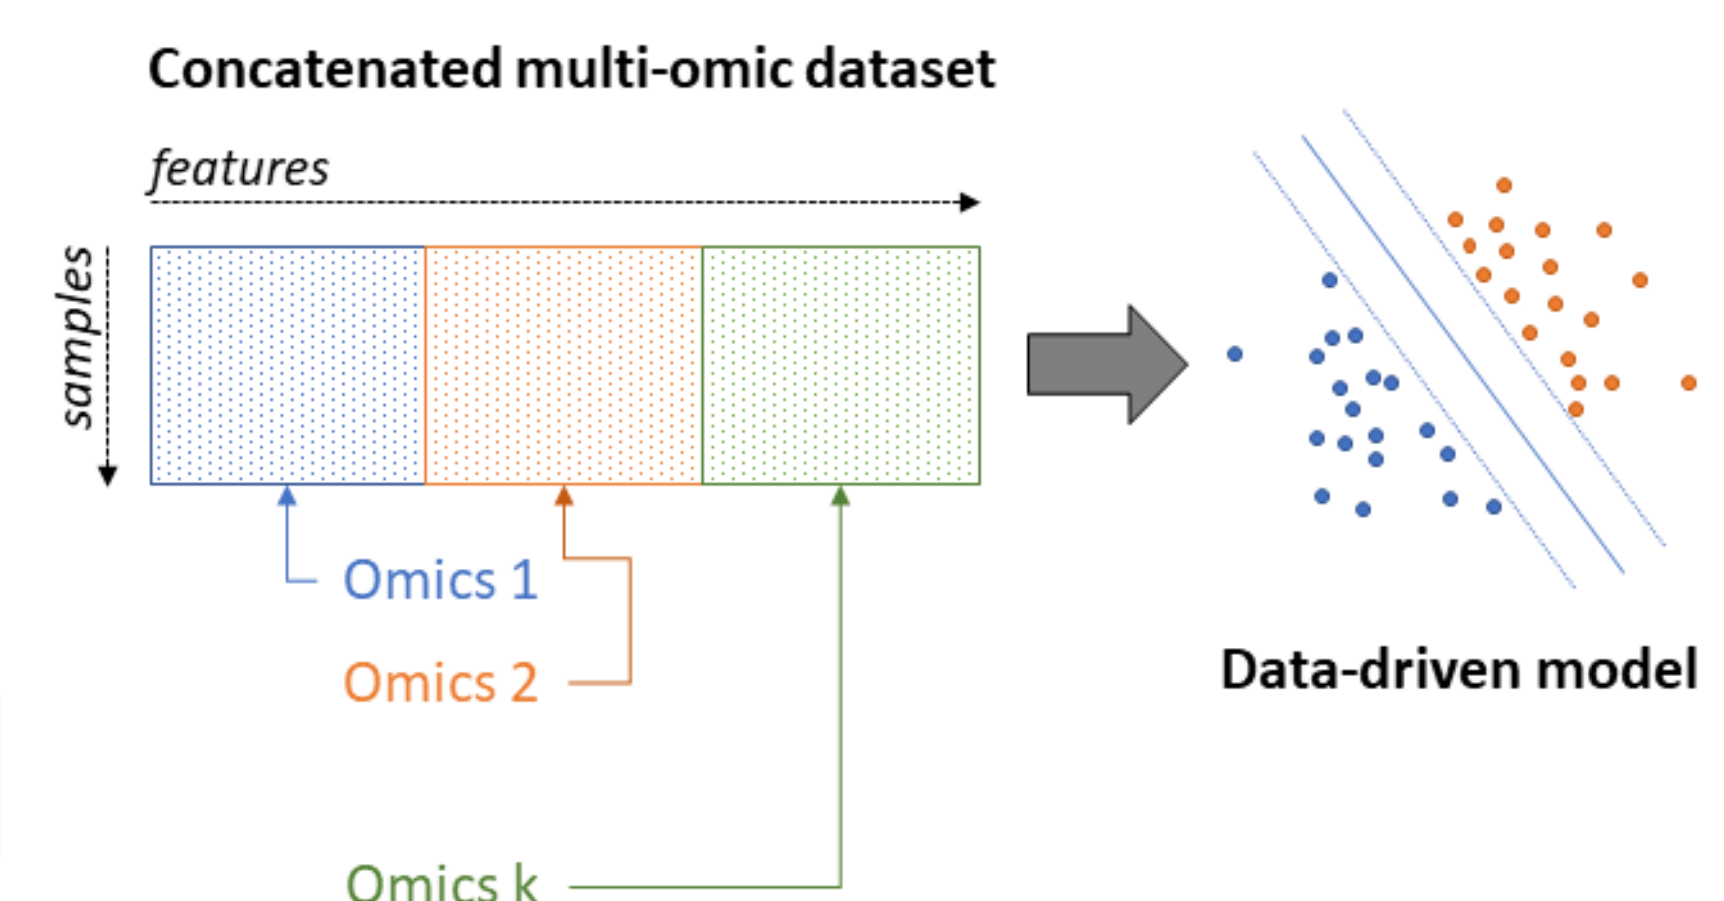 Concatenated multi-omic dataset
features
samples
Omics 1
Omics 2
Omics k
Data-driven model